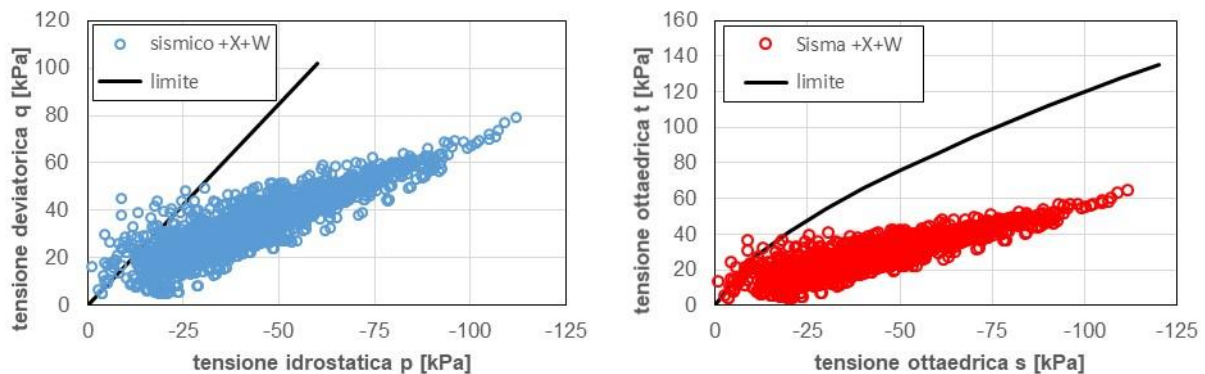 tensione deviatorica q [kPa]
120
100
80
60
40
20
0
sismico +X+W
limite
0 -25 -50 -75 -100 -125
tensione idrostatica p [kPa]
tensione ottaedrica t [kPa]
160
140
120
100
80
60
40
20
0
Sisma +X+W
limite
0 -25 -50 -75 -100 -125
tensione ottaedrica s [kPa]